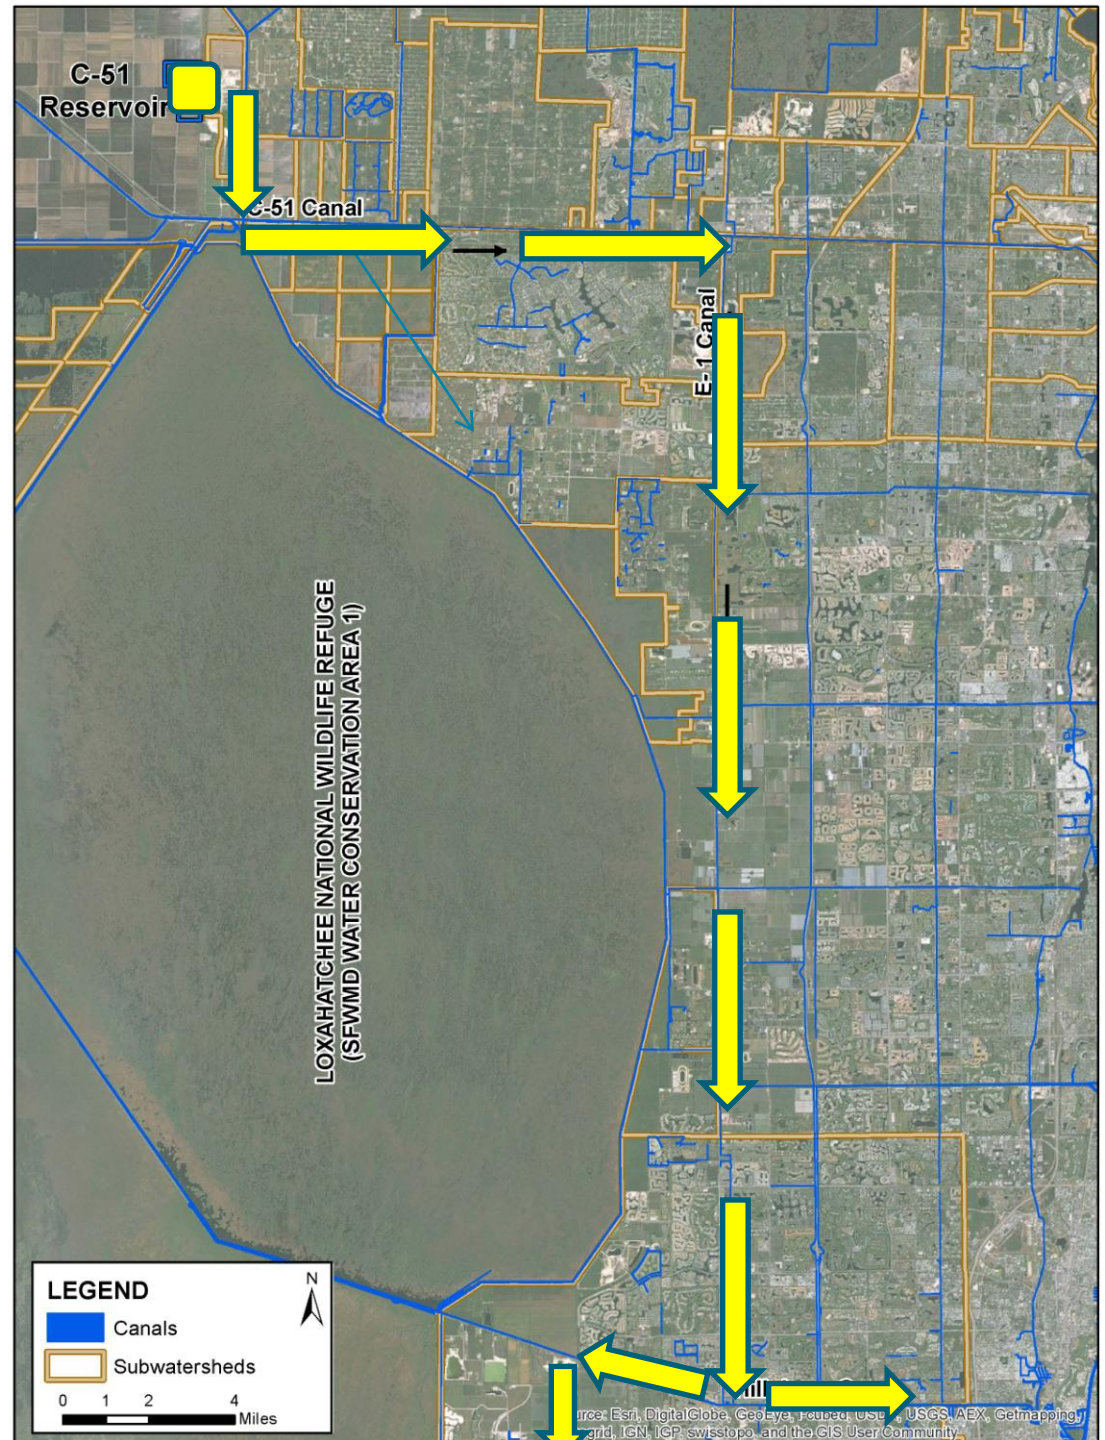 C-51
Reservoir
C-51 Canal
E-1 Canal
LOXAHATCHEE NATIONAL WILDLIFE REFUGE
(SFWMD WATER CONSERVATION AREA 1)
LEGEND
N
Canals
Subwatersheds
0 1 2 4
Miles
Esri, DigitalGlobe, GeoEye, USGS, AEX, Getmapping,
IGN, IGP, swisstopo, and the GIS User Community